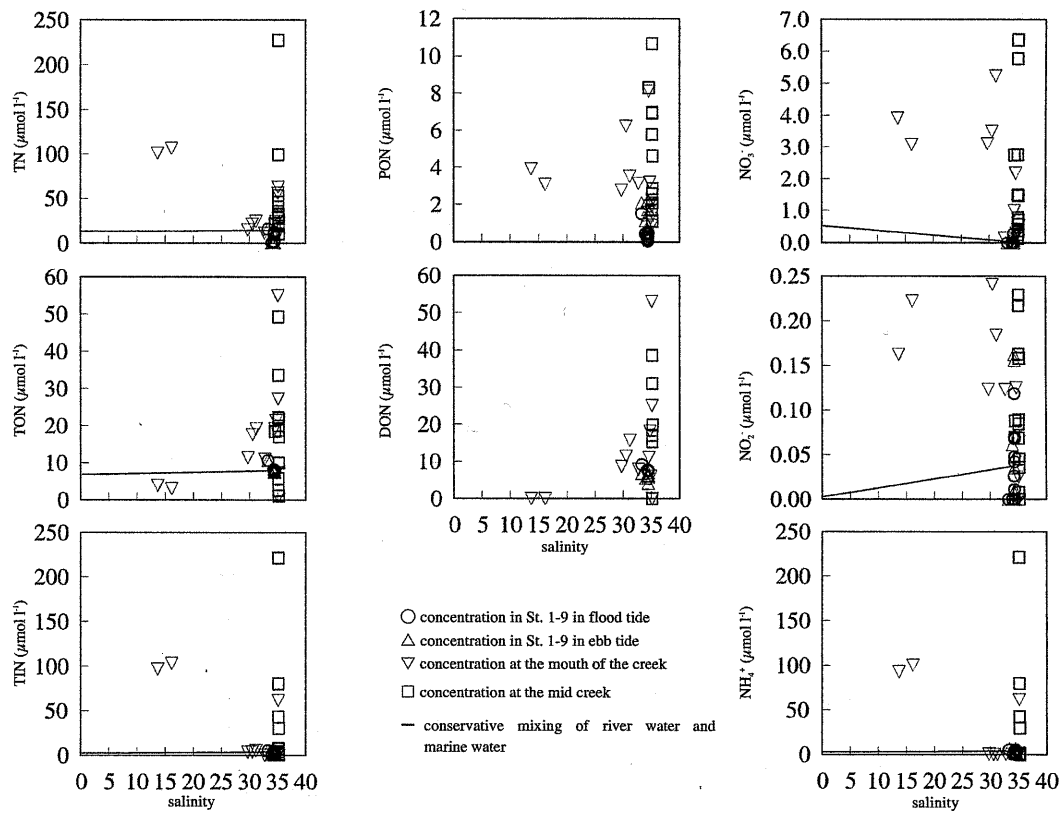 250
200
150
100
50
0
TN (µmol l⁻¹)
12
10
8
6
4
2
0
PON (µmol l⁻¹)
7.0
6.0
5.0
4.0
3.0
2.0
1.0
0.0
NO₃⁻ (µmol l⁻¹)
60
50
40
30
20
10
0
TON (µmol l⁻¹)
60
50
40
30
20
10
0
DON (µmol l⁻¹)
0 5 10 15 20 25 30 35 40
salinity
0.25
0.20
0.15
0.10
0.05
0.00
NO₂⁻ (µmol l⁻¹)
250
200
150
100
50
0
TIN (µmol l⁻¹)
0 5 10 15 20 25 30 35 40
salinity
concentration in St. 1-9 in flood tide
concentration in St. 1-9 in ebb tide
concentration at the mouth of the creek
concentration at the mid creek
conservative mixing of river water and
marine water
250
200
150
100
50
0
NH₄⁺ (µmol l⁻¹)
0 5 10 15 20 25 30 35 40
salinity